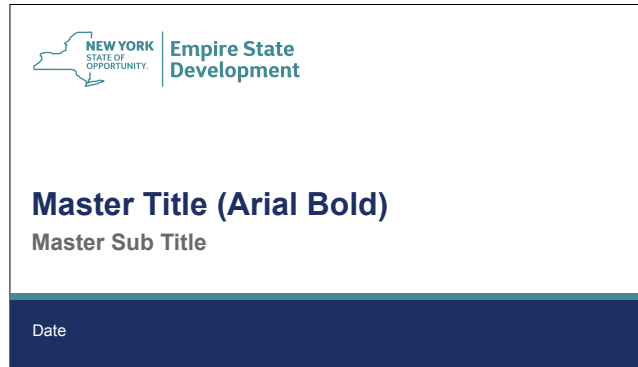 NEW YORK
STATE OF
OPPORTUNITY.
Empire State
Development
Master Title (Arial Bold)
Master Sub Title
Date